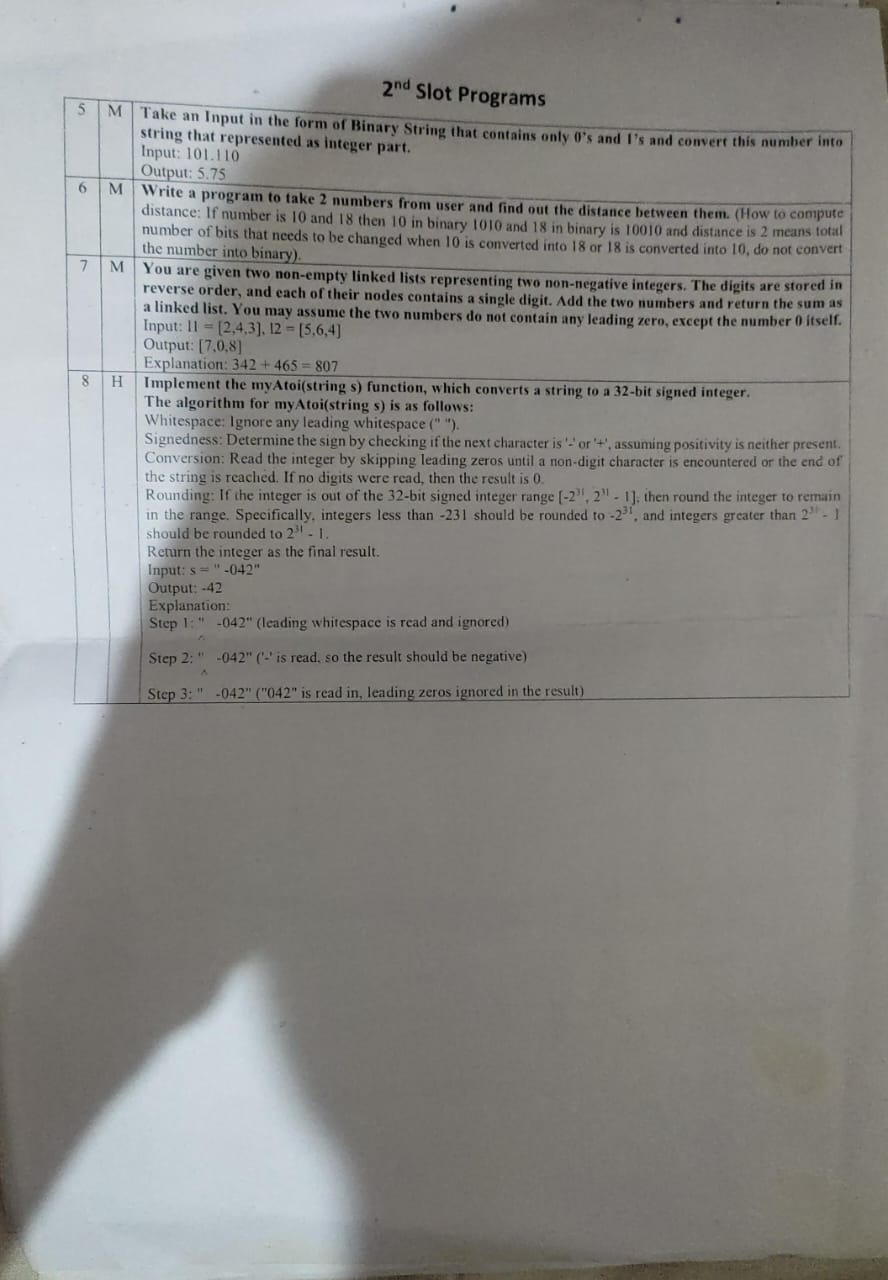 2nd Slot Programs
5 M Take an Input in the form of Binary String that contains only 0's and 1's and convert this number into
string that represented as integer part.
Input: 101.110
Output: 5.75
6 M Write a program to take 2 numbers from user and find out the distance between them. (How to compute
distance: If number is 10 and 18 then 10 in binary 1010 and 18 in binary is 10010 and distance is 2 means total
number of bits that needs to be changed when 10 is converted into 18 or 18 is converted into 10, do not convert
the number into binary).
7 M You are given two non-empty linked lists representing two non-negative integers. The digits are stored in
reverse order, and each of their nodes contains a single digit. Add the two numbers and return the sum as
a linked list. You may assume the two numbers do not contain any leading zero, except the number 0 itself.
Input: l1 = [2,4,3], l2 = [5,6,4]
Output: [7,0,8]
Explanation: 342 + 465 = 807
8 H Implement the myAtoi(string s) function, which converts a string to a 32-bit signed integer.
The algorithm for myAtoi(string s) is as follows:
Whitespace: Ignore any leading whitespace (" ").
Signedness: Determine the sign by checking if the next character is '-' or '+', assuming positivity is neither present.
Conversion: Read the integer by skipping leading zeros until a non-digit character is encountered or the end of
the string is reached. If no digits were read, then the result is 0.
Rounding: If the integer is out of the 32-bit signed integer range [-2³¹, 2³¹ - 1], then round the integer to remain
in the range. Specifically, integers less than -231 should be rounded to -2³¹, and integers greater than 2³¹ - 1
should be rounded to 2³¹ - 1.
Return the integer as the final result.
Input: s = " -042"
Output: -42
Explanation:
Step 1: "   -042" (leading whitespace is read and ignored)
^
Step 2: "   -042" ('-' is read, so the result should be negative)
^
Step 3: "   -042" ("042" is read in, leading zeros ignored in the result)